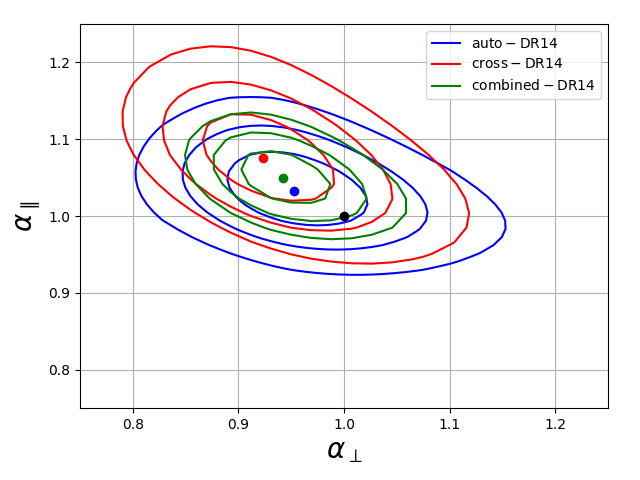 auto − DR14
cross − DR14
combined − DR14
1.2
1.1
1.0
0.9
0.8
α∥
0.8 0.9 1.0 1.1 1.2
α⊥